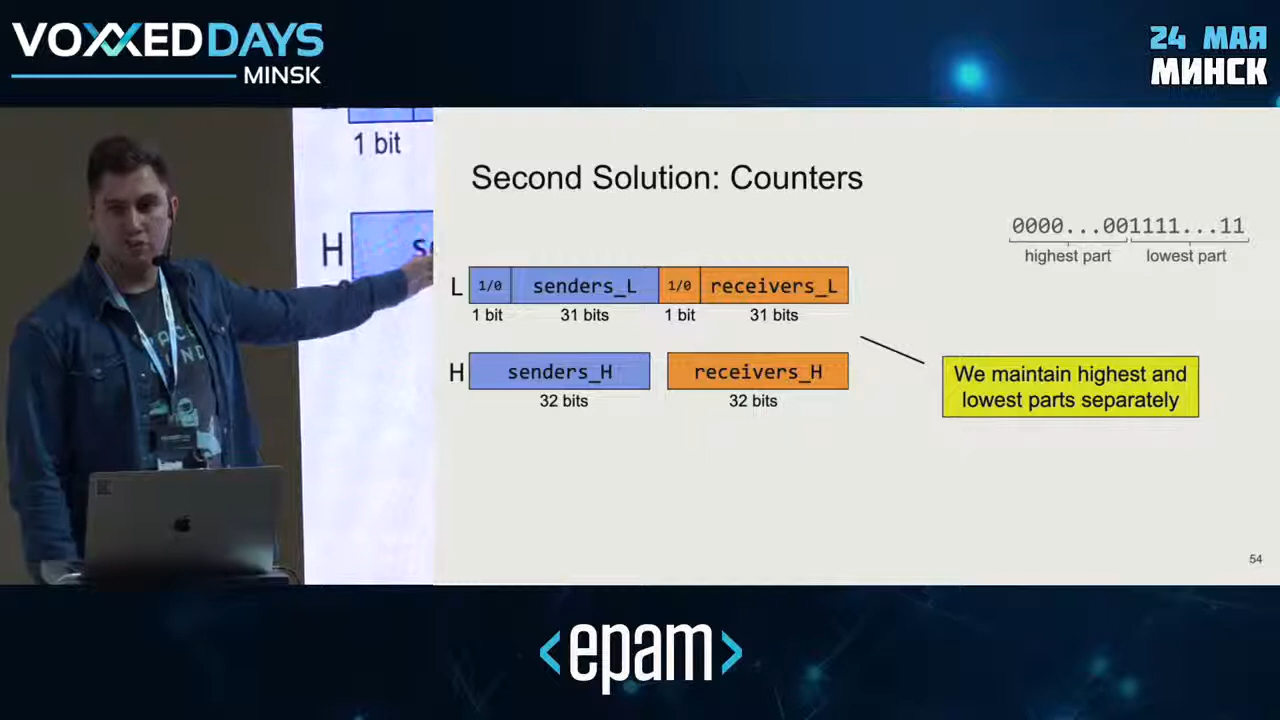 VOXXEDDAYS
MINSK
24 МАЯ
МИНСК
1 bit
H
Second Solution: Counters
0000...001111...11
highest part lowest part
L 1/0 senders_L 1/0 receivers_L
1 bit 31 bits 1 bit 31 bits
H senders_H receivers_H
32 bits 32 bits
We maintain highest and
lowest parts separately
54
<epam>